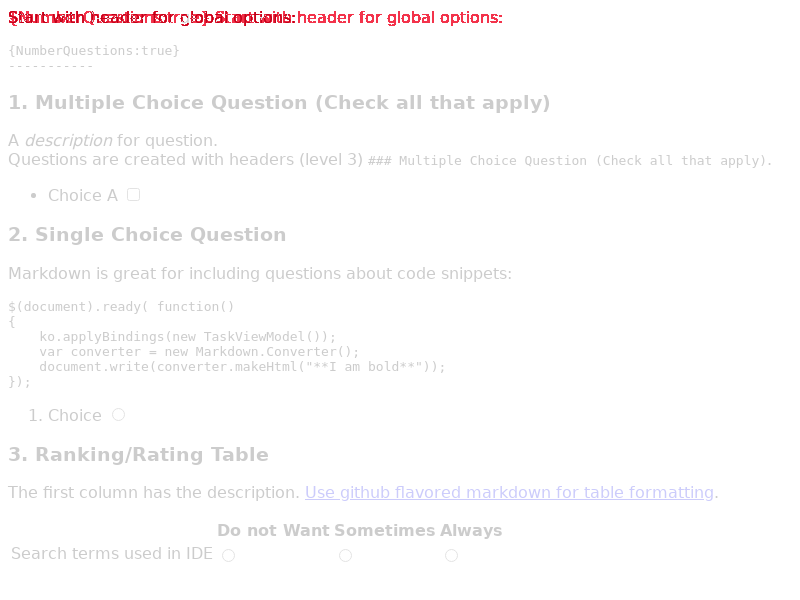 Start with header for global options:
{NumberQuestions:true}
-----------
1. Multiple Choice Question (Check all that apply)
A description for question.
Questions are created with headers (level 3) ### Multiple Choice Question (Check all that apply).
• Choice A
2. Single Choice Question
Markdown is great for including questions about code snippets:
$(document).ready( function()
{
    ko.applyBindings(new TaskViewModel());
    var converter = new Markdown.Converter();
    document.write(converter.makeHtml("**I am bold**"));
});
1. Choice
3. Ranking/Rating Table
The first column has the description. Use github flavored markdown for table formatting.
Do not Want Sometimes Always
Search terms used in IDE